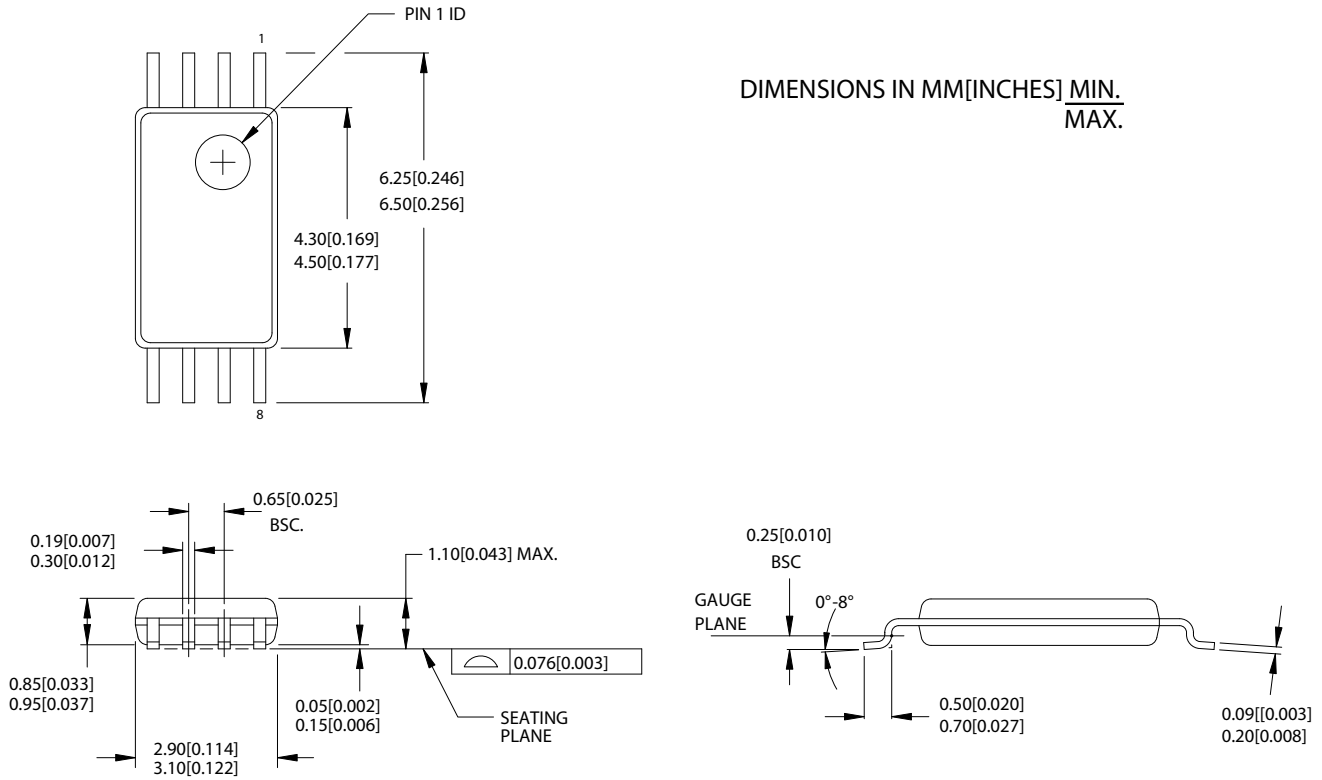 PIN 1 ID
1
DIMENSIONS IN MM[INCHES] MIN.
MAX.
6.25[0.246]
6.50[0.256]
4.30[0.169]
4.50[0.177]
8
0.65[0.025]
BSC.
0.19[0.007]
0.30[0.012]
1.10[0.043] MAX.
0.85[0.033]
0.95[0.037]
0.076[0.003]
0.05[0.002]
0.15[0.006]
SEATING
PLANE
2.90[0.114]
3.10[0.122]
0.25[0.010]
BSC
GAUGE
PLANE
0°-8°
0.50[0.020]
0.70[0.027]
0.09[[0.003]
0.20[0.008]